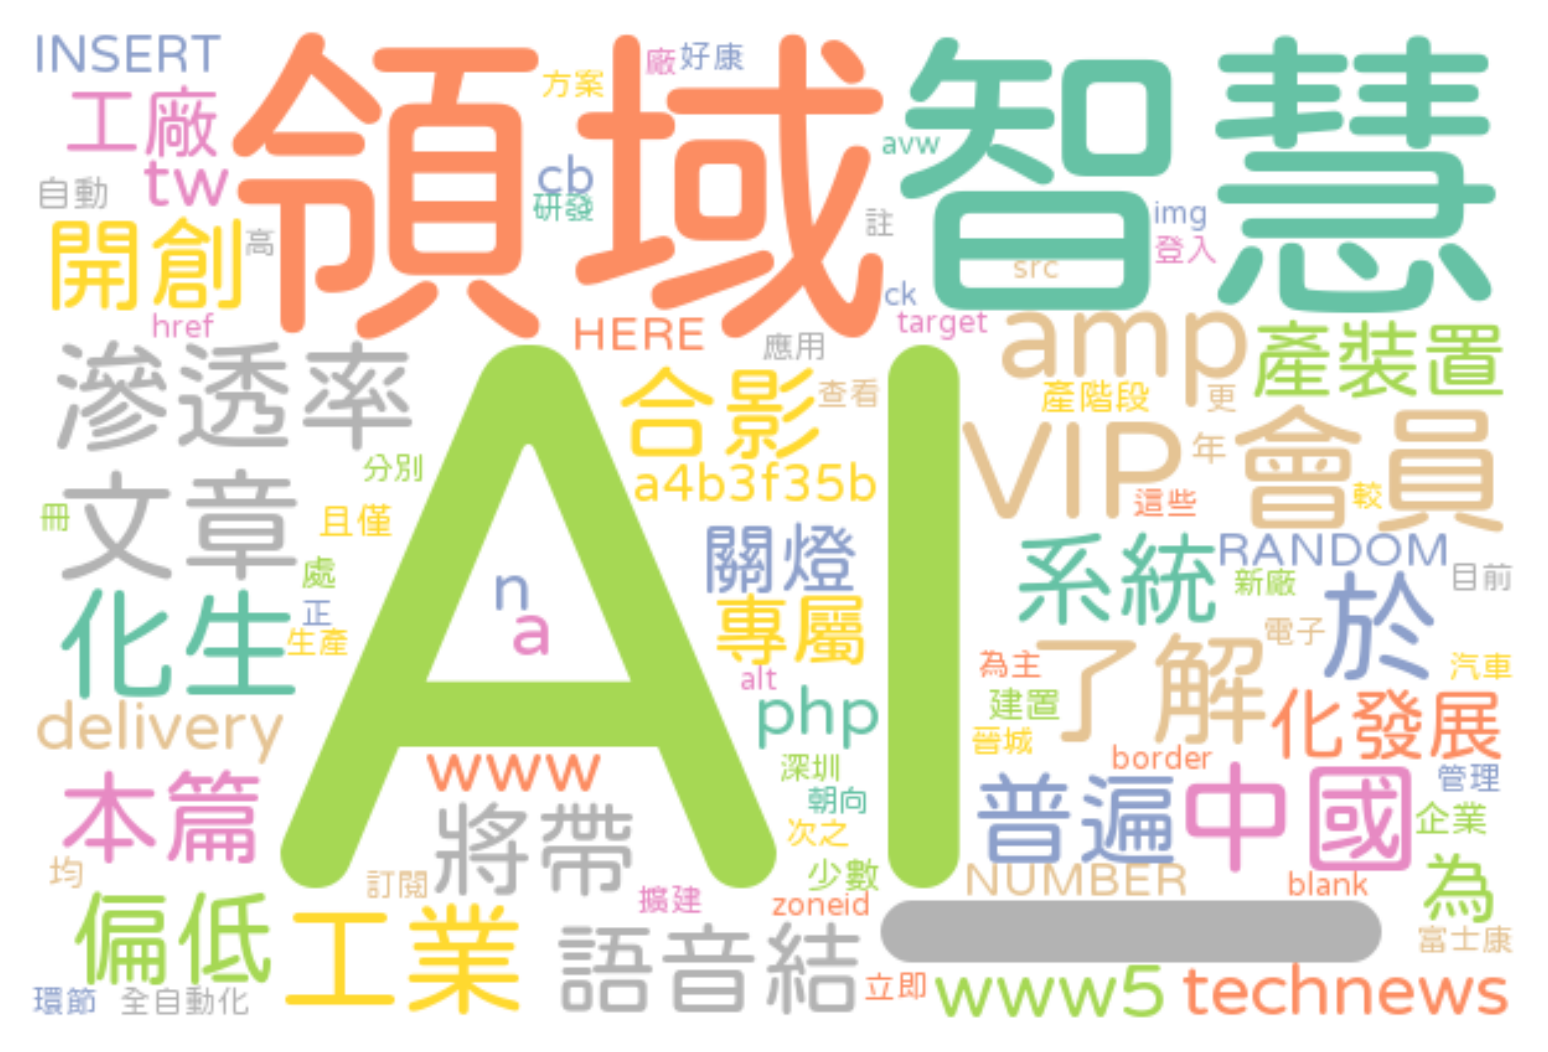 INSERT
領域
智慧
廠
好康
方案
工廠
avw
cb
tw
自動
研發
註
img
登入
開創
高
src
ck
href
HERE
target
應用
amp
產裝置
滲透率
合影
查看
產階段
更
VIP
年
會員
分別
a4b3f35b
這些
較
文章
冊
且僅
AI
關燈
系統
RANDOM
處
新廠
目前
n
正
化生
a
生產
專屬
於
電子
了解
為主
汽車
alt
建置
delivery
php
晉城
化發展
www
border
深圳
普遍
中國
管理
本篇
朝向
將帶
次之
企業
均
訂閱
少數
NUMBER
blank
為
擴建
zoneid
偏低
工業
語音結
一
富士康
環節
全自動化
立即
www5
technews